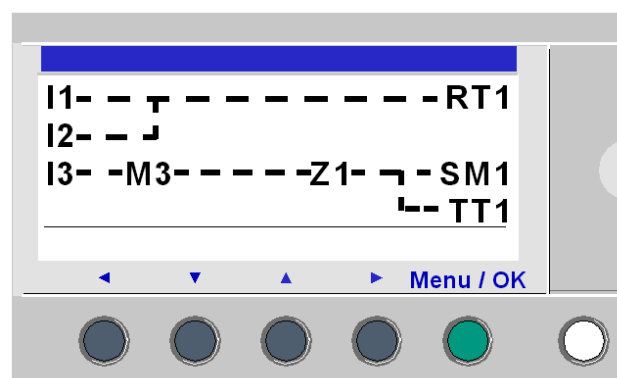 I1- — — — — — — — — - RT1
I2- — —
I3- -M3- — — — -Z1- — - SM1
-- TT1
◄ ▼ ▲ ► Menu / OK